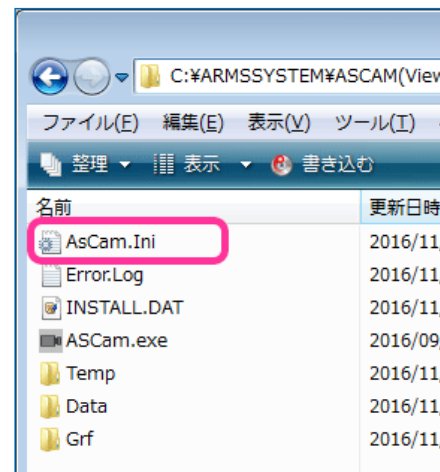 C:¥ARMSSYSTEM¥ASCAM(View
ファイル(F) 編集(E) 表示(V) ツール(T)
整理 表示 書き込む
名前 更新日時
AsCam.Ini 2016/11
Error.Log 2016/11
INSTALL.DAT 2016/11
ASCam.exe 2016/09
Temp 2016/11
Data 2016/11
Grf 2016/11